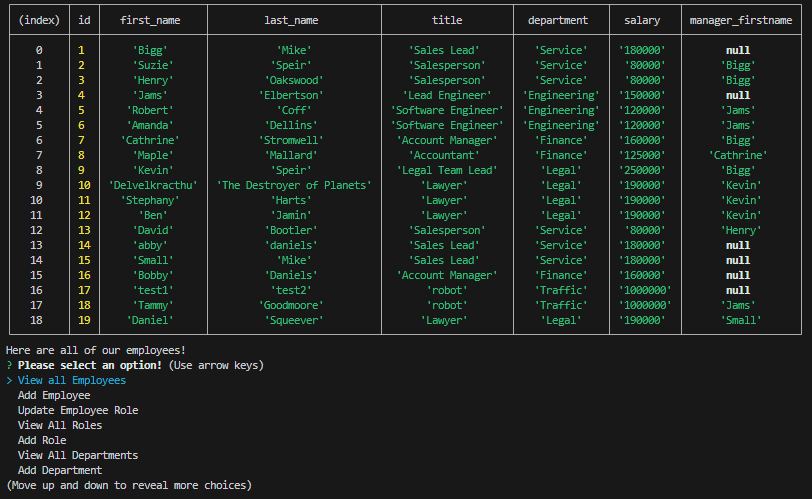 (index) id first_name last_name title department salary manager_firstname
0 1 'Bigg' 'Mike' 'Sales Lead' 'Service' '180000' null
1 2 'Suzie' 'Speir' 'Salesperson' 'Service' '80000' 'Bigg'
2 3 'Henry' 'Oakswood' 'Salesperson' 'Service' '80000' 'Bigg'
3 4 'Jams' 'Elbertson' 'Lead Engineer' 'Engineering' '150000' null
4 5 'Robert' 'Coff' 'Software Engineer' 'Engineering' '120000' 'Jams'
5 6 'Amanda' 'Dellins' 'Software Engineer' 'Engineering' '120000' 'Jams'
6 7 'Cathrine' 'Stromwell' 'Account Manager' 'Finance' '160000' 'Bigg'
7 8 'Maple' 'Mallard' 'Accountant' 'Finance' '125000' 'Cathrine'
8 9 'Kevin' 'Speir' 'Legal Team Lead' 'Legal' '250000' 'Bigg'
9 10 'Delvelkracthu' 'The Destroyer of Planets' 'Lawyer' 'Legal' '190000' 'Kevin'
10 11 'Stephany' 'Harts' 'Lawyer' 'Legal' '190000' 'Kevin'
11 12 'Ben' 'Jamin' 'Lawyer' 'Legal' '190000' 'Kevin'
12 13 'David' 'Bootler' 'Salesperson' 'Service' '80000' 'Henry'
13 14 'abby' 'daniels' 'Sales Lead' 'Service' '180000' null
14 15 'Small' 'Mike' 'Sales Lead' 'Service' '180000' null
15 16 'Bobby' 'Daniels' 'Account Manager' 'Finance' '160000' null
16 17 'test1' 'test2' 'robot' 'Traffic' '1000000' null
17 18 'Tammy' 'Goodmoore' 'robot' 'Traffic' '1000000' 'Jams'
18 19 'Daniel' 'Squeever' 'Lawyer' 'Legal' '190000' 'Small'
Here are all of our employees!
? Please select an option! (Use arrow keys)
> View all Employees
Add Employee
Update Employee Role
View All Roles
Add Role
View All Departments
Add Department
(Move up and down to reveal more choices)